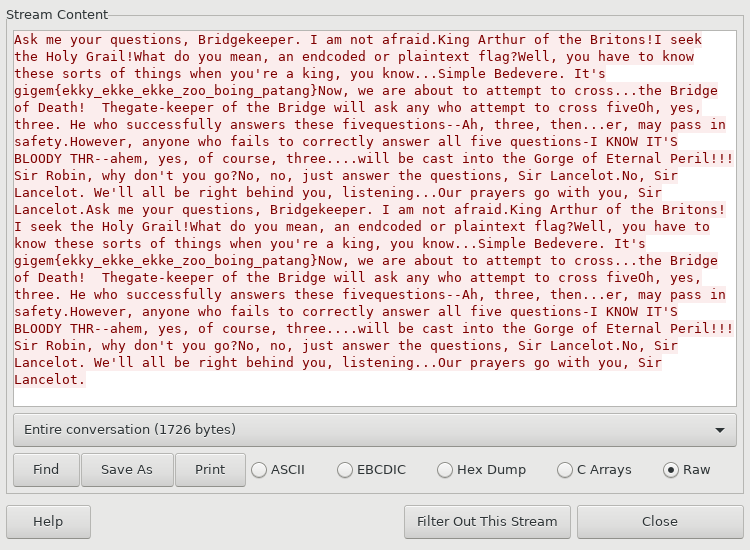 Stream Content
Ask me your questions, Bridgekeeper. I am not afraid.King Arthur of the Britons!I seek
the Holy Grail!What do you mean, an endcoded or plaintext flag?Well, you have to know
these sorts of things when you're a king, you know...Simple Bedevere. It's
gigem{ekky_ekke_ekke_zoo_boing_patang}Now, we are about to attempt to cross...the Bridge
of Death!  Thegate-keeper of the Bridge will ask any who attempt to cross fiveOh, yes,
three. He who successfully answers these fivequestions--Ah, three, then...er, may pass in
safety.However, anyone who fails to correctly answer all five questions-I KNOW IT'S
BLOODY THR--ahem, yes, of course, three....will be cast into the Gorge of Eternal Peril!!!
Sir Robin, why don't you go?No, no, just answer the questions, Sir Lancelot.No, Sir
Lancelot. We'll all be right behind you, listening...Our prayers go with you, Sir
Lancelot.Ask me your questions, Bridgekeeper. I am not afraid.King Arthur of the Britons!
I seek the Holy Grail!What do you mean, an endcoded or plaintext flag?Well, you have to
know these sorts of things when you're a king, you know...Simple Bedevere. It's
gigem{ekky_ekke_ekke_zoo_boing_patang}Now, we are about to attempt to cross...the Bridge
of Death!  Thegate-keeper of the Bridge will ask any who attempt to cross fiveOh, yes,
three. He who successfully answers these fivequestions--Ah, three, then...er, may pass in
safety.However, anyone who fails to correctly answer all five questions-I KNOW IT'S
BLOODY THR--ahem, yes, of course, three....will be cast into the Gorge of Eternal Peril!!!
Sir Robin, why don't you go?No, no, just answer the questions, Sir Lancelot.No, Sir
Lancelot. We'll all be right behind you, listening...Our prayers go with you, Sir
Lancelot.
Entire conversation (1726 bytes)
Find Save As Print ASCII EBCDIC Hex Dump C Arrays Raw
Help Filter Out This Stream Close